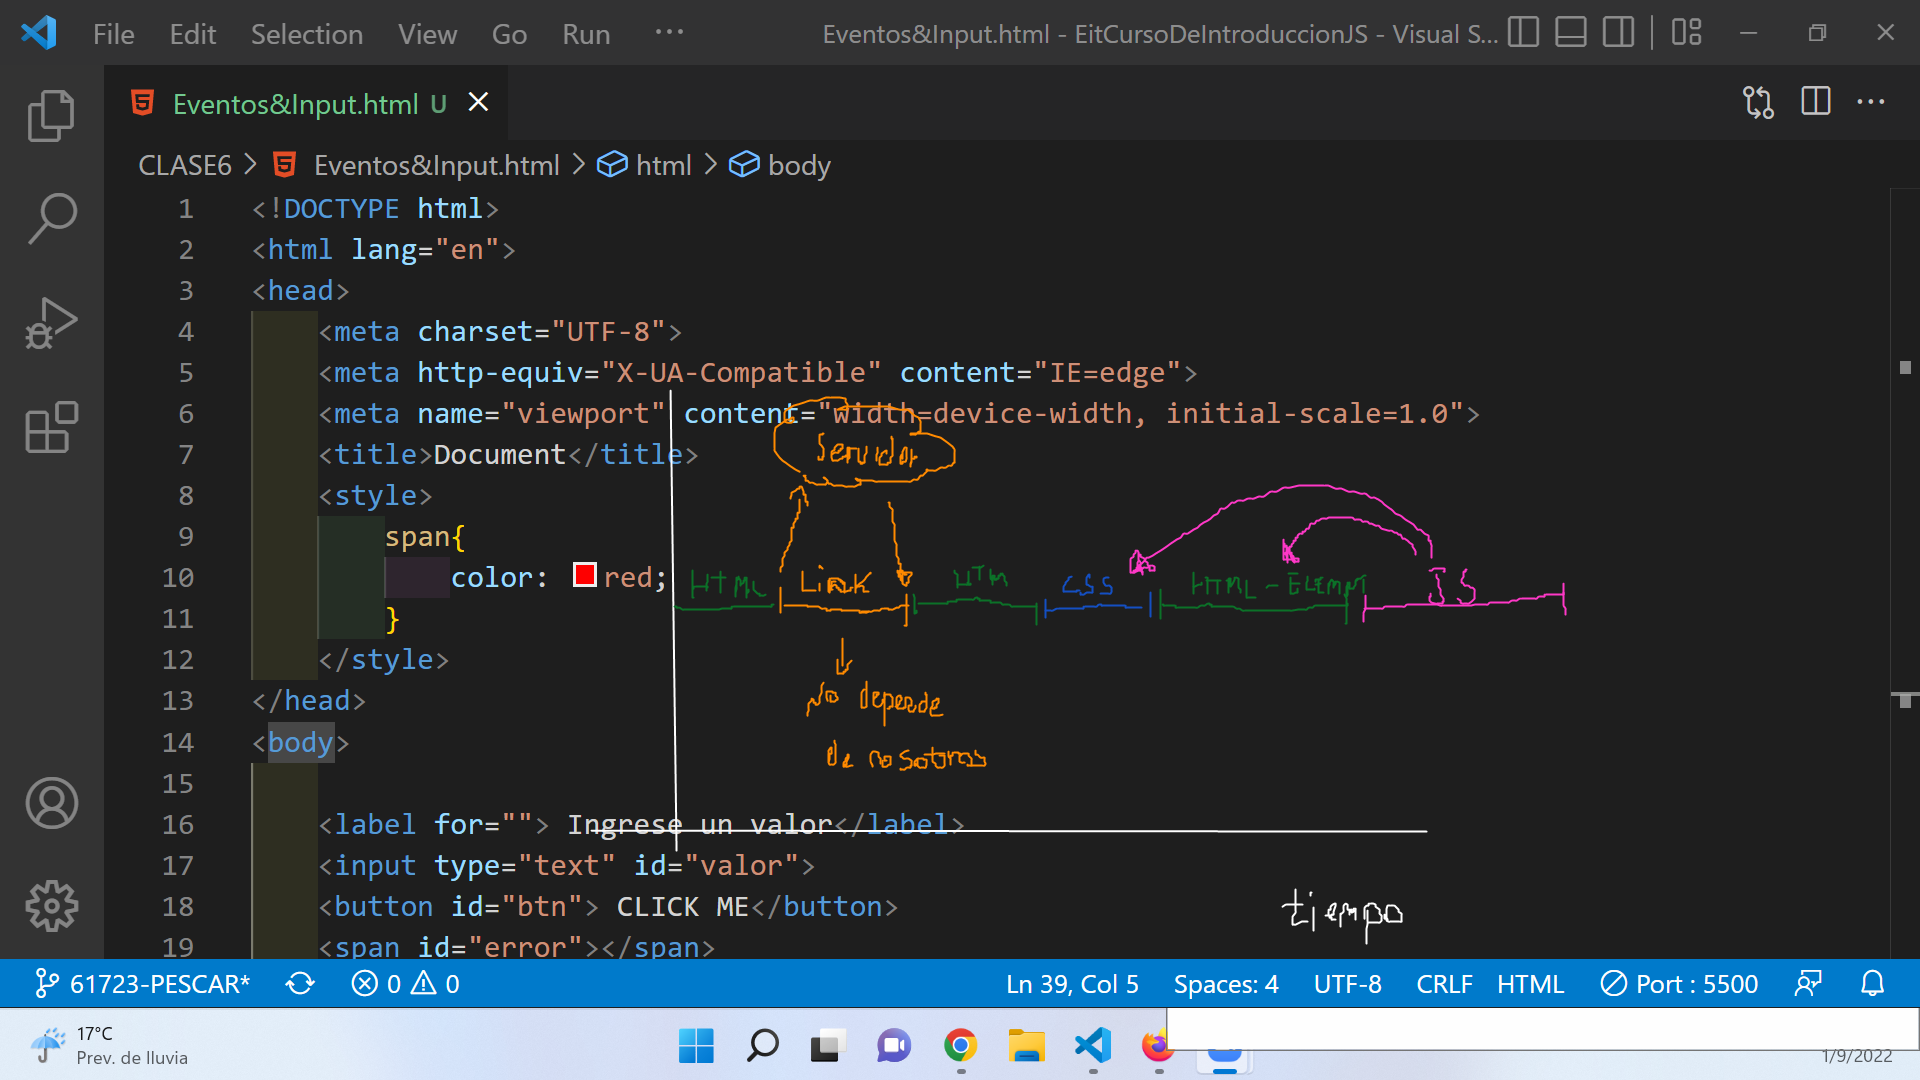 File Edit Selection View Go Run ··· Eventos&Input.html - EitCursoDeIntroduccionJS - Visual S...
Eventos&Input.html U
CLASE6 > Eventos&Input.html > html > body
1 <!DOCTYPE html>
2 <html lang="en">
3 <head>
4 <meta charset="UTF-8">
5 <meta http-equiv="X-UA-Compatible" content="IE=edge">
6 <meta name="viewport" content="width=device-width, initial-scale=1.0">
Servidor
7 <title>Document</title>
8 <style>
9 span{
10 color: red;
HTML Link HTM CSS HTML-ELEMENT JS
11 }
12 </style>
13 </head>
No depende
14 <body>
de nosotros
15
16 <label for=""> Ingrese un valor</label>
17 <input type="text" id="valor">
18 <button id="btn"> CLICK ME</button>
tiempo
19 <span id="error"></span>
61723-PESCAR* 0 0 Ln 39, Col 5 Spaces: 4 UTF-8 CRLF HTML Port : 5500
17°C
Prev. de lluvia
1/9/2022